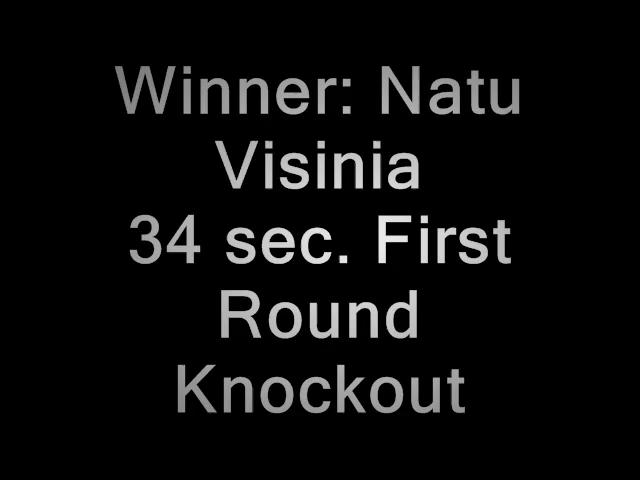 Winner: Natu
Visinia
34 sec. First
Round
Knockout